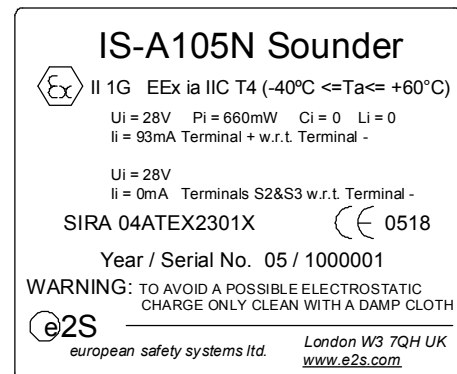 IS-A105N Sounder
Ex II 1G EEx ia IIC T4 (-40ºC <=Ta<= +60°C)
Ui = 28V Pi = 660mW Ci = 0 Li = 0
Ii = 93mA Terminal + w.r.t. Terminal -
Ui = 28V
Ii = 0mA Terminals S2&S3 w.r.t. Terminal -
SIRA 04ATEX2301X CE 0518
Year / Serial No. 05 / 1000001
WARNING: TO AVOID A POSSIBLE ELECTROSTATIC
CHARGE ONLY CLEAN WITH A DAMP CLOTH
e2S
european safety systems ltd. London W3 7QH UK
www.e2s.com